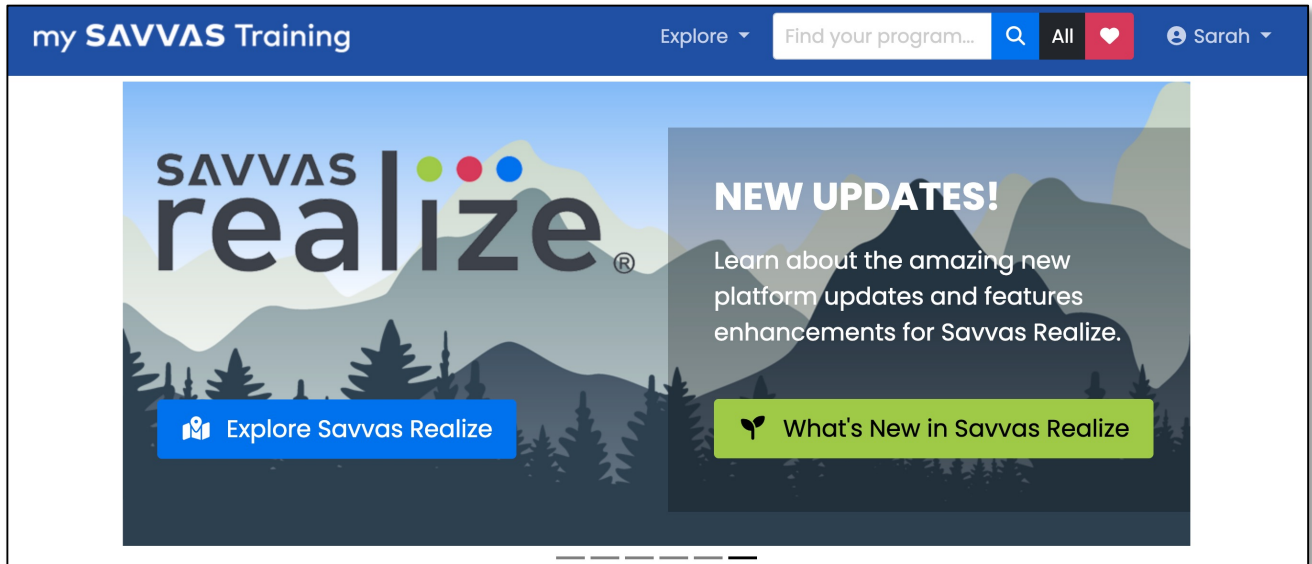 my SAVVAS Training
Explore
Find your program...
All
Sarah
SAVVAS
realize®
NEW UPDATES!
Learn about the amazing new
platform updates and features
enhancements for Savvas Realize.
Explore Savvas Realize
What's New in Savvas Realize